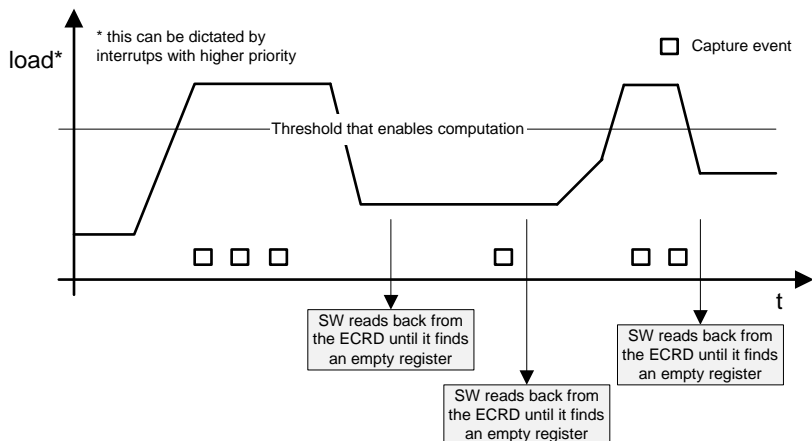 * this can be dictated by
interrutps with higher priority
load*
Capture event
Threshold that enables computation
t
SW reads back from
the ECRD until it finds
an empty register
SW reads back from
the ECRD until it finds
an empty register
SW reads back from
the ECRD until it finds
an empty register